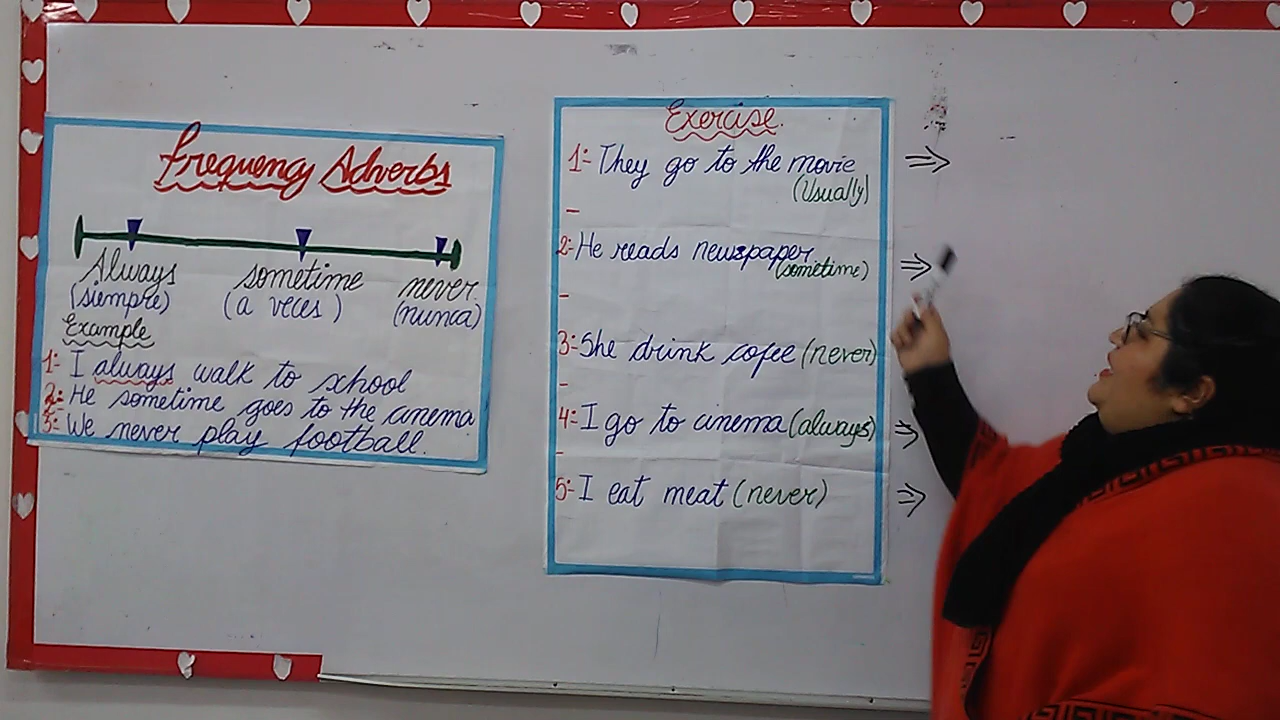 Frequency Adverbs
Always sometime never
(siempre) (a veces) (nunca)
Example
1:- I always walk to school
2:- He sometime goes to the cinema
3:- We never play football.
Exercise.
1:- They go to the movie
(Usually)
2:- He reads newspaper
(sometime)
3:- She drink cofee (never)
4:- I go to cinema (always)
5:- I eat meat (never)